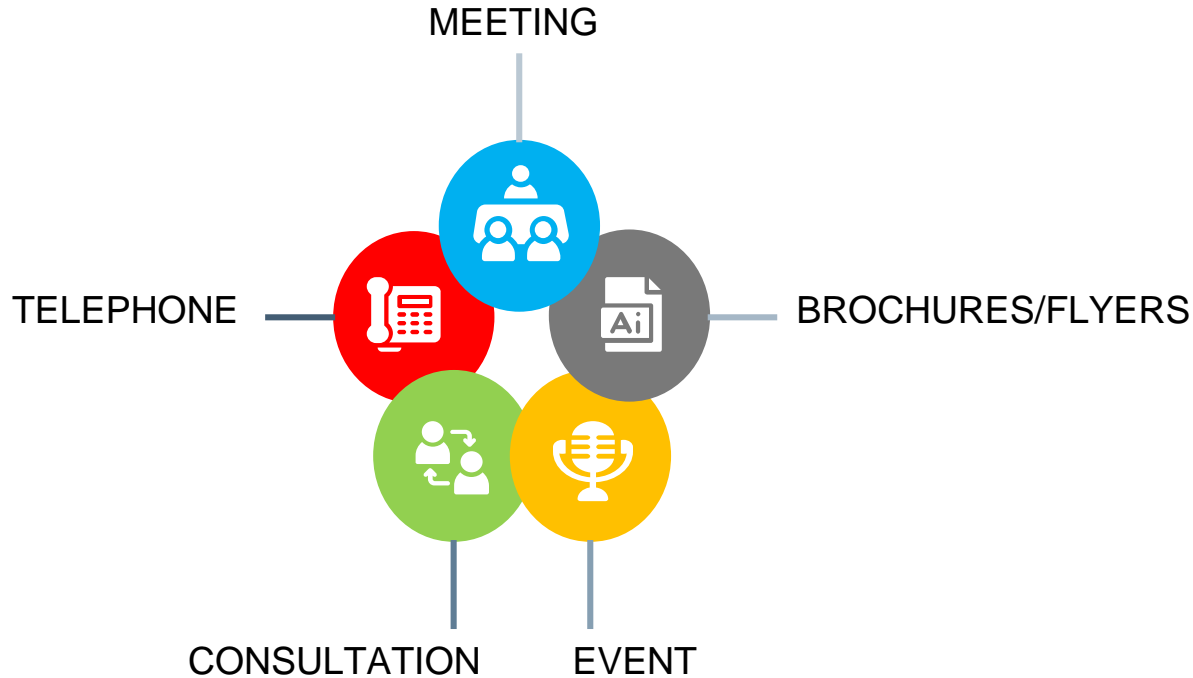 MEETING
TELEPHONE
BROCHURES/FLYERS
Ai
CONSULTATION
EVENT